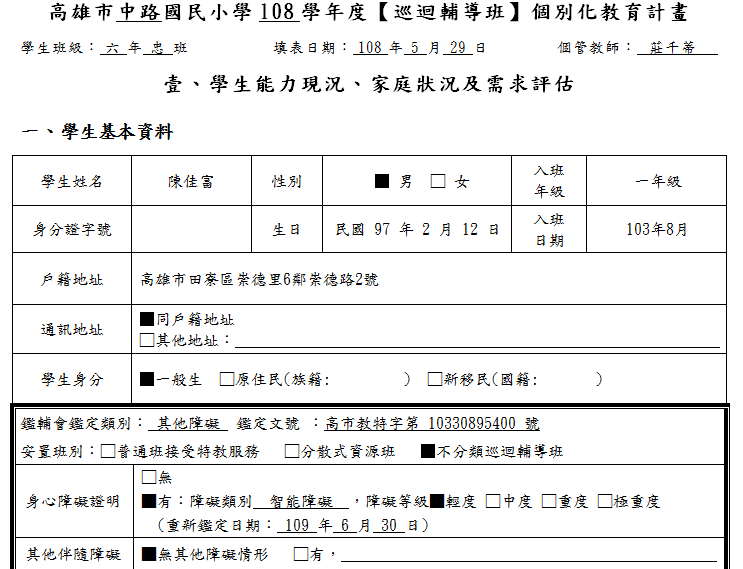 高雄市中路國民小學 108 學年度【巡迴輔導班】個別化教育計畫
學生班級：六 年 忠 班 填表日期：108 年 5 月 29 日 個管教師：莊千蒂
壹、學生能力現況、家庭狀況及需求評估
一、學生基本資料
學生姓名 陳佳富 性別 ■ 男 □ 女 入班年級 一年級
身分證字號 生日 民國 97 年 2 月 12 日 入班日期 103年8月
戶籍地址 高雄市田寮區崇德里6鄰崇德路2號
通訊地址 ■同戶籍地址
□其他地址：
學生身分 ■一般生 □原住民(族籍: ) □新移民(國籍: )
鑑輔會鑑定類別：其他障礙 鑑定文號：高市教特字第 10330895400 號
安置班別：□普通班接受特教服務 □分散式資源班 ■不分類巡迴輔導班
身心障礙證明 □無
■有：障礙類別 智能障礙 ，障礙等級■輕度 □中度 □重度 □極重度
(重新鑑定日期：109 年 6 月 30 日)
其他伴隨障礙 ■無其他障礙情形 □有，